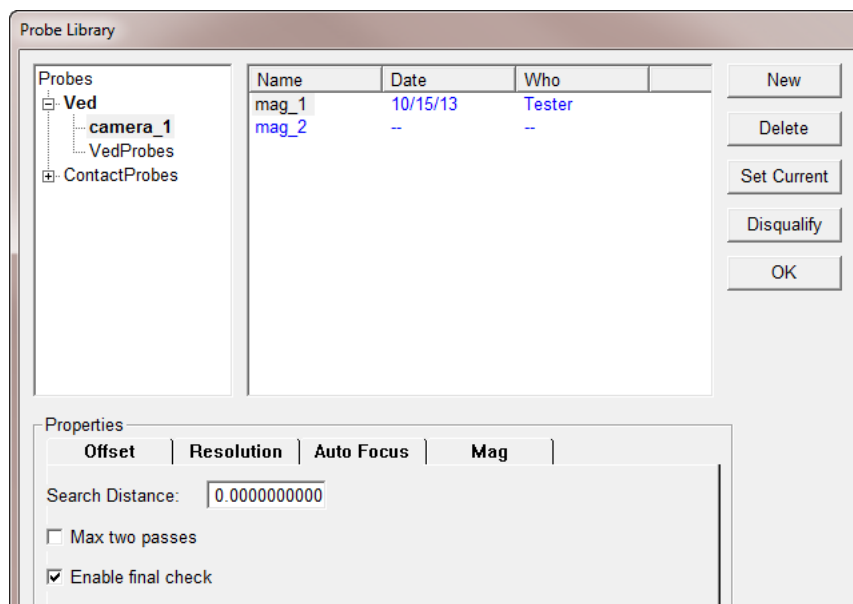 Probe Library
Probes
Ved
camera_1
VedProbes
ContactProbes
Name Date Who
mag_1 10/15/13 Tester
mag_2 -- --
New
Delete
Set Current
Disqualify
OK
Properties
Offset Resolution Auto Focus Mag
Search Distance: 0.0000000000
Max two passes
Enable final check